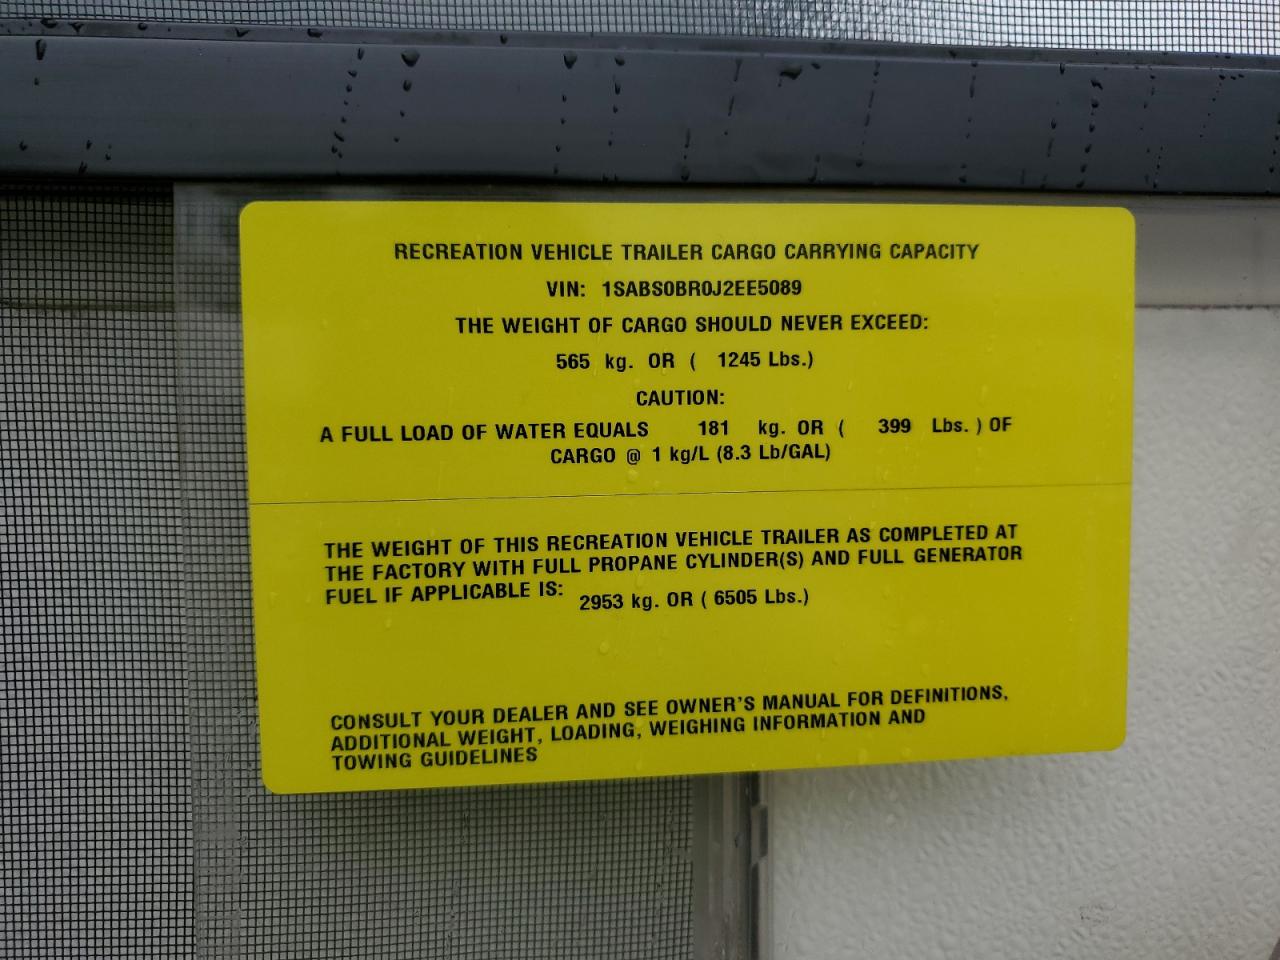 RECREATION VEHICLE TRAILER CARGO CARRYING CAPACITY
VIN: 1SABS0BR0J2EE5089
THE WEIGHT OF CARGO SHOULD NEVER EXCEED:
565 kg. OR ( 1245 Lbs.)
CAUTION:
A FULL LOAD OF WATER EQUALS 181 kg. OR ( 399 Lbs. ) OF
CARGO @ 1 kg/L (8.3 Lb/GAL)
THE WEIGHT OF THIS RECREATION VEHICLE TRAILER AS COMPLETED AT
THE FACTORY WITH FULL PROPANE CYLINDER(S) AND FULL GENERATOR
FUEL IF APPLICABLE IS: 2953 kg. OR ( 6505 Lbs.)
CONSULT YOUR DEALER AND SEE OWNER'S MANUAL FOR DEFINITIONS,
ADDITIONAL WEIGHT, LOADING, WEIGHING INFORMATION AND
TOWING GUIDELINES